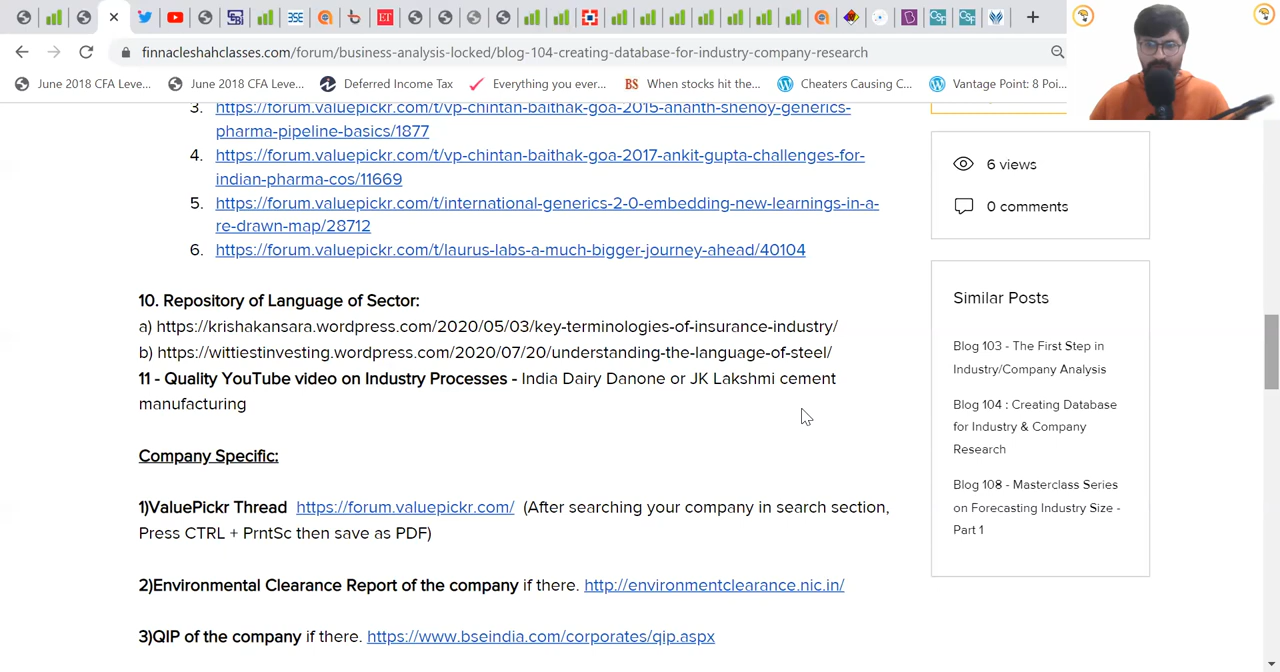 finnacleshahclasses.com/forum/business-analysis-locked/blog-104-creating-database-for-industry-company-research
June 2018 CFA Leve...
June 2018 CFA Leve...
Deferred Income Tax
Everything you ever...
BS When stocks hit the...
Cheaters Causing C...
Vantage Point: 8 Poi...
3. https://forum.valuepickr.com/t/vp-chintan-baithak-goa-2015-ananth-shenoy-generics-
pharma-pipeline-basics/1877
4. https://forum.valuepickr.com/t/vp-chintan-baithak-goa-2017-ankit-gupta-challenges-for-
indian-pharma-cos/11669
5. https://forum.valuepickr.com/t/international-generics-2-0-embedding-new-learnings-in-a-
re-drawn-map/28712
6. https://forum.valuepickr.com/t/laurus-labs-a-much-bigger-journey-ahead/40104
10. Repository of Language of Sector:
a) https://krishakansara.wordpress.com/2020/05/03/key-terminologies-of-insurance-industry/
b) https://wittiestinvesting.wordpress.com/2020/07/20/understanding-the-language-of-steel/
11 - Quality YouTube video on Industry Processes - India Dairy Danone or JK Lakshmi cement
manufacturing
Company Specific:
1)ValuePickr Thread https://forum.valuepickr.com/ (After searching your company in search section,
Press CTRL + PrntSc then save as PDF)
2)Environmental Clearance Report of the company if there. http://environmentclearance.nic.in/
3)QIP of the company if there. https://www.bseindia.com/corporates/qip.aspx
6 views
0 comments
Similar Posts
Blog 103 - The First Step in
Industry/Company Analysis
Blog 104 : Creating Database
for Industry & Company
Research
Blog 108 - Masterclass Series
on Forecasting Industry Size -
Part 1